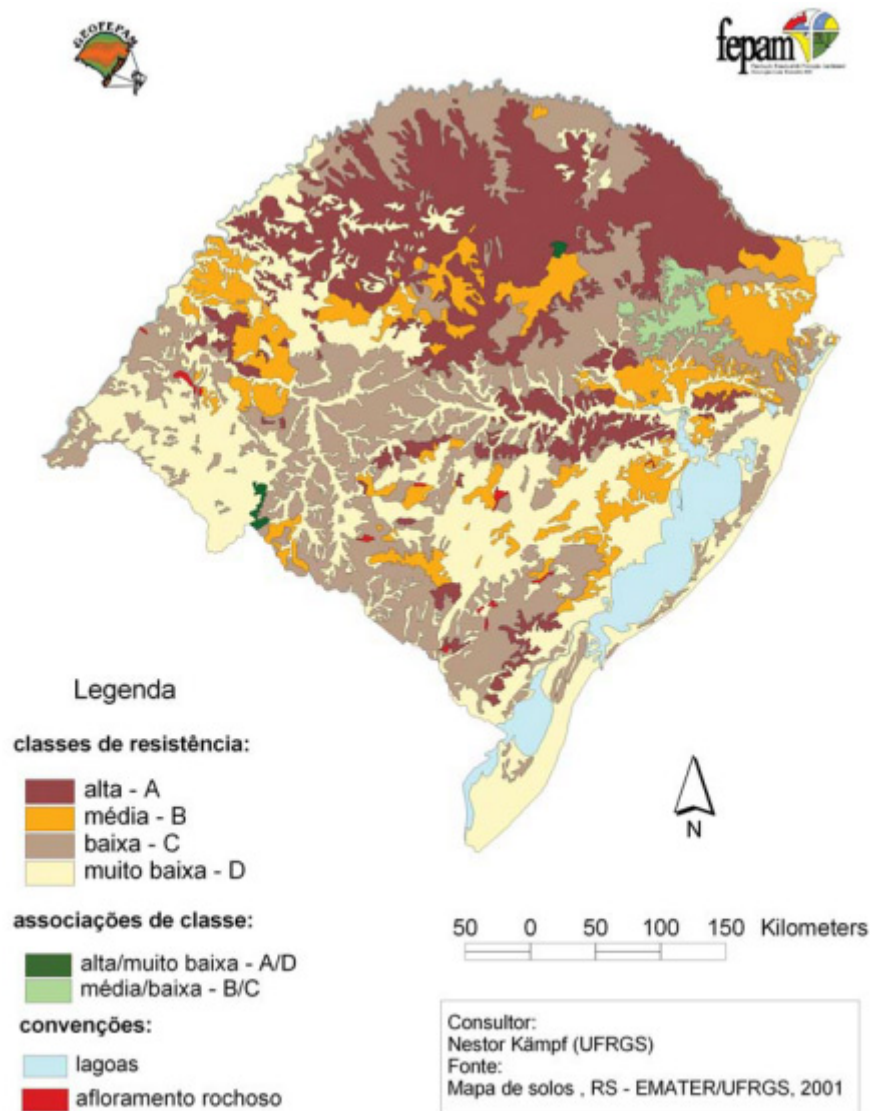 GEOFEPAM
fepam
N
Legenda
classes de resistência:
alta - A
média - B
baixa - C
muito baixa - D
associações de classe:
alta/muito baixa - A/D
média/baixa - B/C
convenções:
lagoas
afloramento rochoso
50 0 50 100 150 Kilometers
Consultor:
Nestor Kämpf (UFRGS)
Fonte:
Mapa de solos , RS - EMATER/UFRGS, 2001